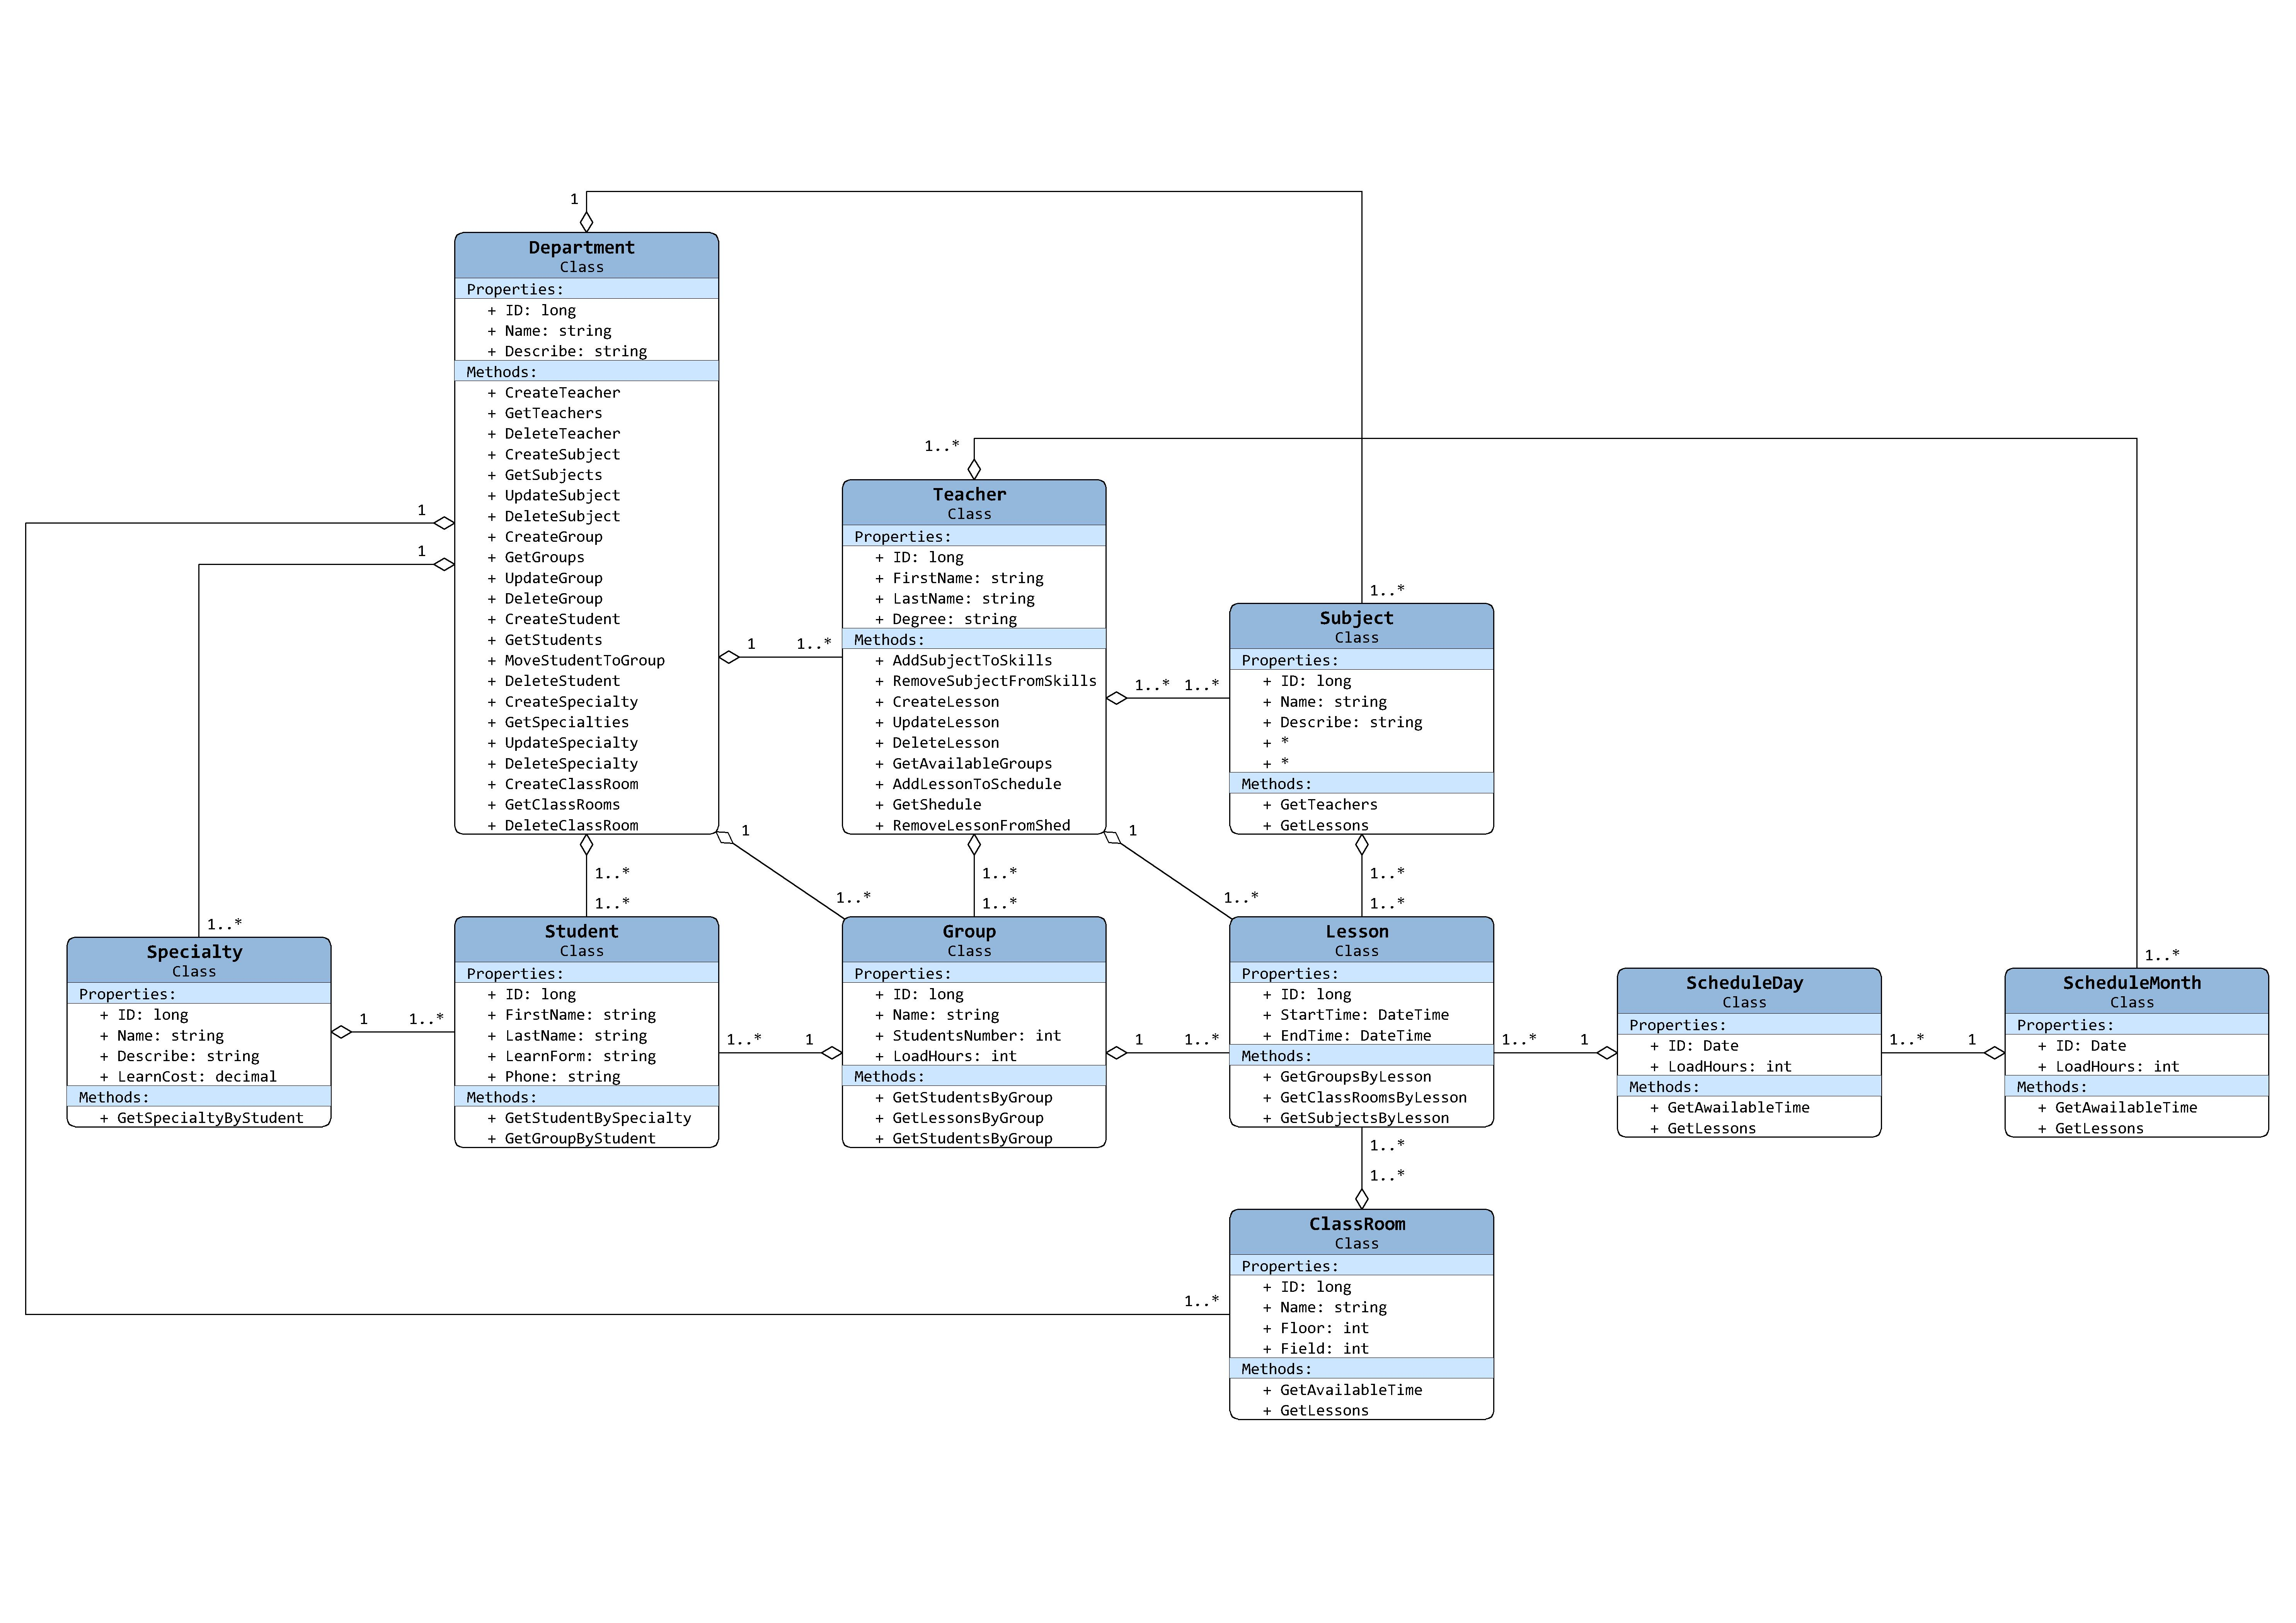 1
Department
Class
Properties:
+ ID: long
+ Name: string
+ Describe: string
Methods:
+ CreateTeacher
+ GetTeachers
+ DeleteTeacher
+ CreateSubject
+ GetSubjects
+ UpdateSubject
+ DeleteSubject
+ CreateGroup
+ GetGroups
+ UpdateGroup
+ DeleteGroup
+ CreateStudent
+ GetStudents
+ MoveStudentToGroup
+ DeleteStudent
+ CreateSpecialty
+ GetSpecialties
+ UpdateSpecialty
+ DeleteSpecialty
+ CreateClassRoom
+ GetClassRooms
+ DeleteClassRoom
1
1
1 1..*
1
1..*
1..*
1..*
1..*
Teacher
Class
Properties:
+ ID: long
+ FirstName: string
+ LastName: string
+ Degree: string
Methods:
+ AddSubjectToSkills
+ RemoveSubjectFromSkills
+ CreateLesson
+ UpdateLesson
+ DeleteLesson
+ GetAvailableGroups
+ AddLessonToSchedule
+ GetShedule
+ RemoveLessonFromShed
1..* 1..*
1
1..*
1..*
1..*
1..*
Subject
Class
Properties:
+ ID: long
+ Name: string
+ Describe: string
+ *
+ *
Methods:
+ GetTeachers
+ GetLessons
1..*
1..*
1..*
Specialty
Class
Properties:
+ ID: long
+ Name: string
+ Describe: string
+ LearnCost: decimal
Methods:
+ GetSpecialtyByStudent
1 1..*
Student
Class
Properties:
+ ID: long
+ FirstName: string
+ LastName: string
+ LearnForm: string
+ Phone: string
Methods:
+ GetStudentBySpecialty
+ GetGroupByStudent
1..* 1
Group
Class
Properties:
+ ID: long
+ Name: string
+ StudentsNumber: int
+ LoadHours: int
Methods:
+ GetStudentsByGroup
+ GetLessonsByGroup
+ GetStudentsByGroup
1 1..*
Lesson
Class
Properties:
+ ID: long
+ StartTime: DateTime
+ EndTime: DateTime
Methods:
+ GetGroupsByLesson
+ GetClassRoomsByLesson
+ GetSubjectsByLesson
1..* 1
ScheduleDay
Class
Properties:
+ ID: Date
+ LoadHours: int
Methods:
+ GetAwailableTime
+ GetLessons
1..* 1
1..*
ScheduleMonth
Class
Properties:
+ ID: Date
+ LoadHours: int
Methods:
+ GetAwailableTime
+ GetLessons
1..*
1..*
1..*
ClassRoom
Class
Properties:
+ ID: long
+ Name: string
+ Floor: int
+ Field: int
Methods:
+ GetAvailableTime
+ GetLessons